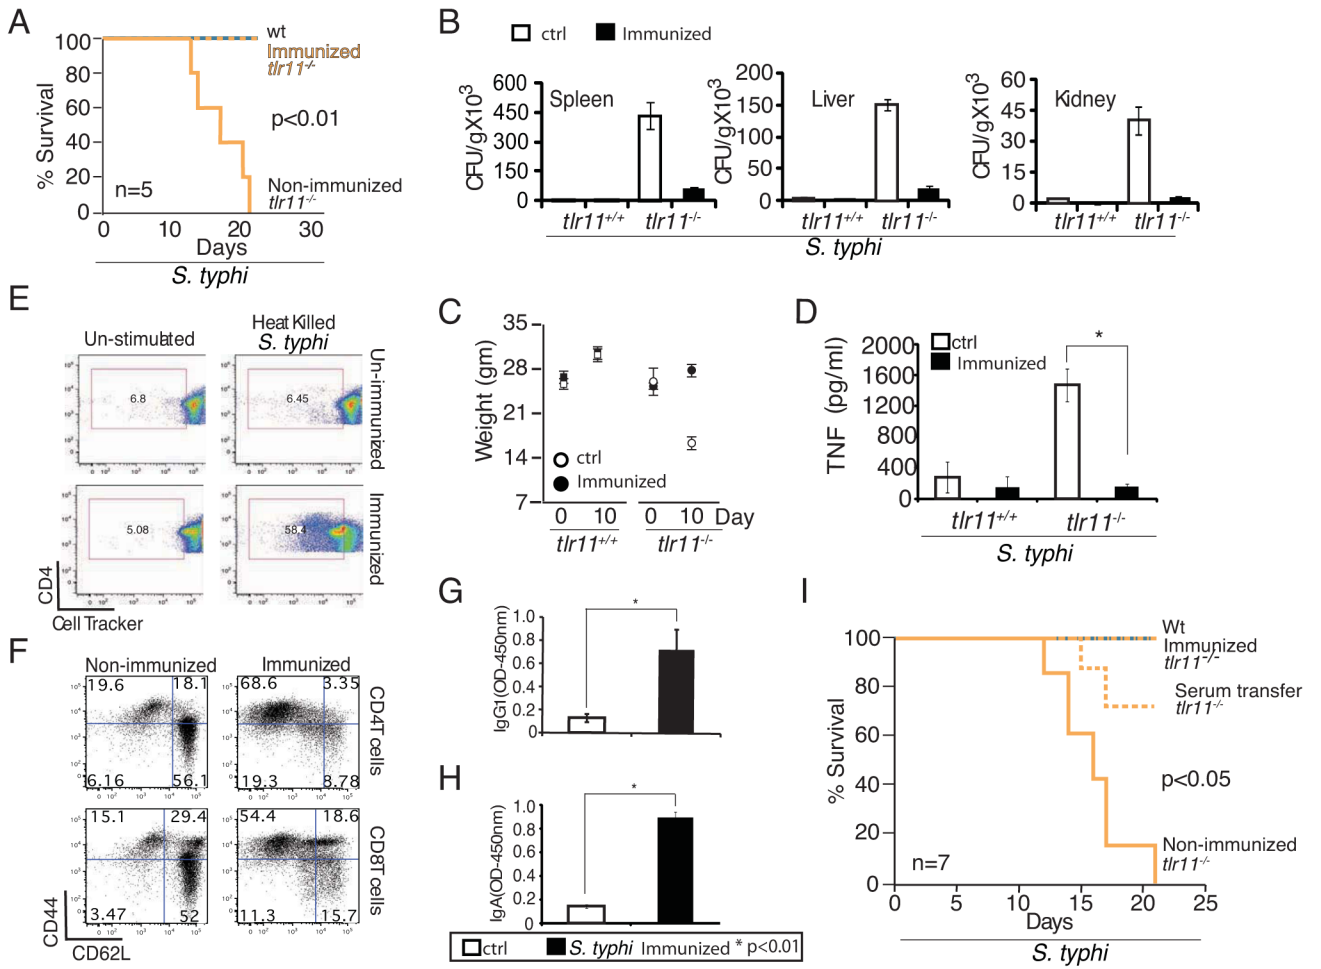 A
100
80
60
40
20
0
% Survival
wt
Immunized
tlr11-/-
p<0.01
n=5
Non-immunized
tlr11-/-
0 10 20 30
Days
S. typhi
B
ctrl Immunized
600
450
300
150
0
CFU/gX10³
Spleen
tlr11+/+ tlr11-/-
200
150
100
50
0
CFU/gX10³
Liver
tlr11+/+ tlr11-/-
60
45
30
15
0
CFU/gX10³
Kidney
tlr11+/+ tlr11-/-
S. typhi
E
Un-stimulated
Heat Killed
S. typhi
6.8
6.45
Un-immunized
5.08
58.4
Immunized
CD4
Cell Tracker
C
35
28
21
14
7
Weight (gm)
ctrl
Immunized
0 10 0 10 Day
tlr11+/+ tlr11-/-
D
2000
1600
1200
800
400
0
TNF (pg/ml)
ctrl
Immunized
*
tlr11+/+ tlr11-/-
S. typhi
F
Non-immunized Immunized
19.6 18.1
6.16 56.1
68.6 3.35
19.3 8.78
CD4T cells
15.1 29.4
3.47 52
54.4 18.6
11.3 15.7
CD8T cells
CD44
CD62L
G
IgG1(OD-450nm)
1.0
0.8
0.6
0.4
0.2
0
*
H
IgA(OD-450nm)
1.0
0.8
0.6
0.4
0.2
0
*
ctrl S. typhi Immunized * p<0.01
I
100
80
60
40
20
0
% Survival
Wt
Immunized
tlr11-/-
Serum transfer
tlr11-/-
p<0.05
Non-immunized
tlr11-/-
n=7
0 5 10 15 20 25
Days
S. typhi